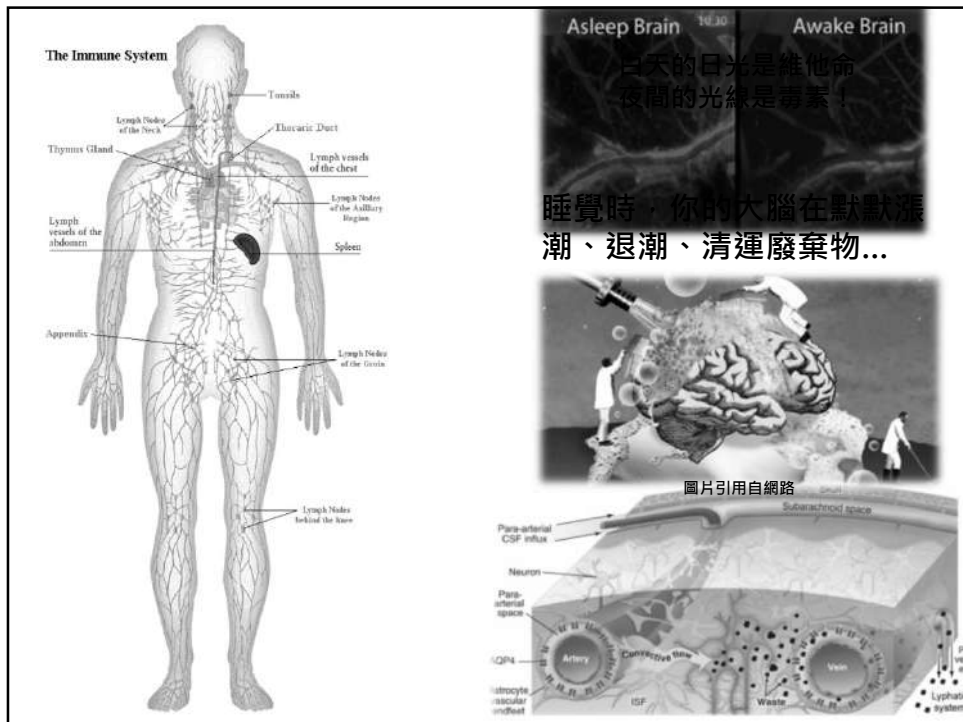 The Immune System
Tonsils
Lymph Nodes
of the Neck
Thoracic Duct
Thymus Gland
Lymph vessels
of the chest
Lymph Nodes
of the Axillary
Region
Lymph
vessels of the
abdomen
Spleen
Appendix
Lymph Nodes
of the Groin
Lymph Nodes
behind the knee
Asleep Brain
Awake Brain
白天的日光是維他命
夜間的光線是毒素!
睡覺時,你的大腦在默默漲
潮、退潮、清運廢棄物...
圖片引用自網路
Subarachnoid space
Para-arterial
CSF influx
Neuron
Para-
arterial
space
AQP4
Artery
Convective flow
Vein
Waste
ISF
Lyphatic
system